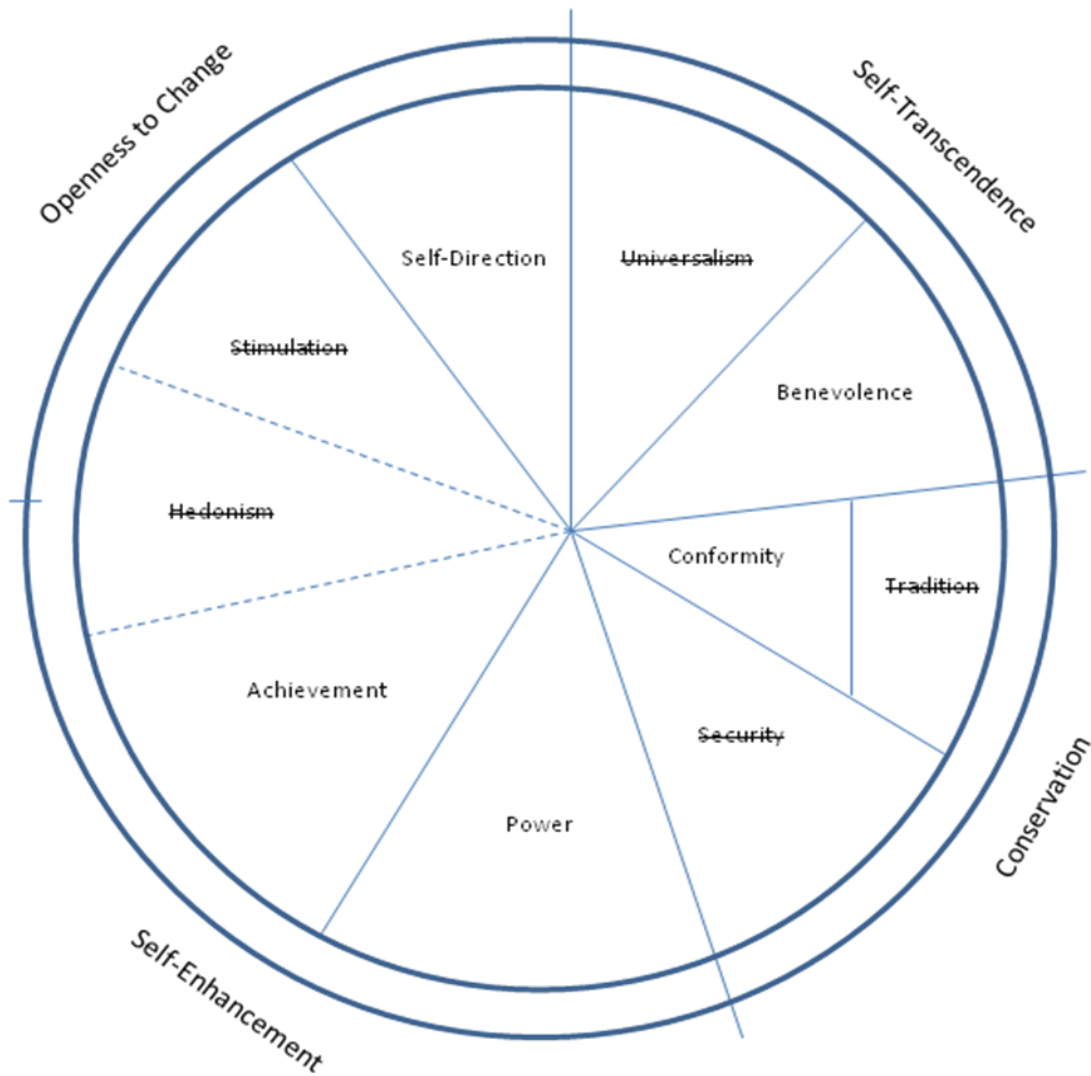 Openness to Change
Self-Transcendence
Self-Direction
Universalism
Stimulation
Benevolence
Hedonism
Conformity
Tradition
Achievement
Security
Power
Conservation
Self-Enhancement